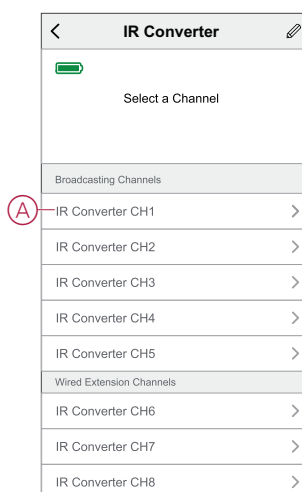 IR Converter
Select a Channel
Broadcasting Channels
A
IR Converter CH1
IR Converter CH2
IR Converter CH3
IR Converter CH4
IR Converter CH5
Wired Extension Channels
IR Converter CH6
IR Converter CH7
IR Converter CH8